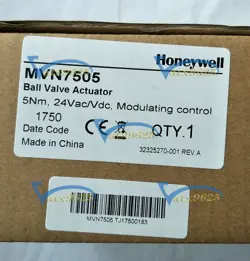 Honeywell
MVN7505
Ball Valve Actuator
5Nm, 24Vac/Vdc, Modulating control
1750
Date Code CE QTY.1
Made in China
32325270-001 REV.A
MVN7505 TJ17500183